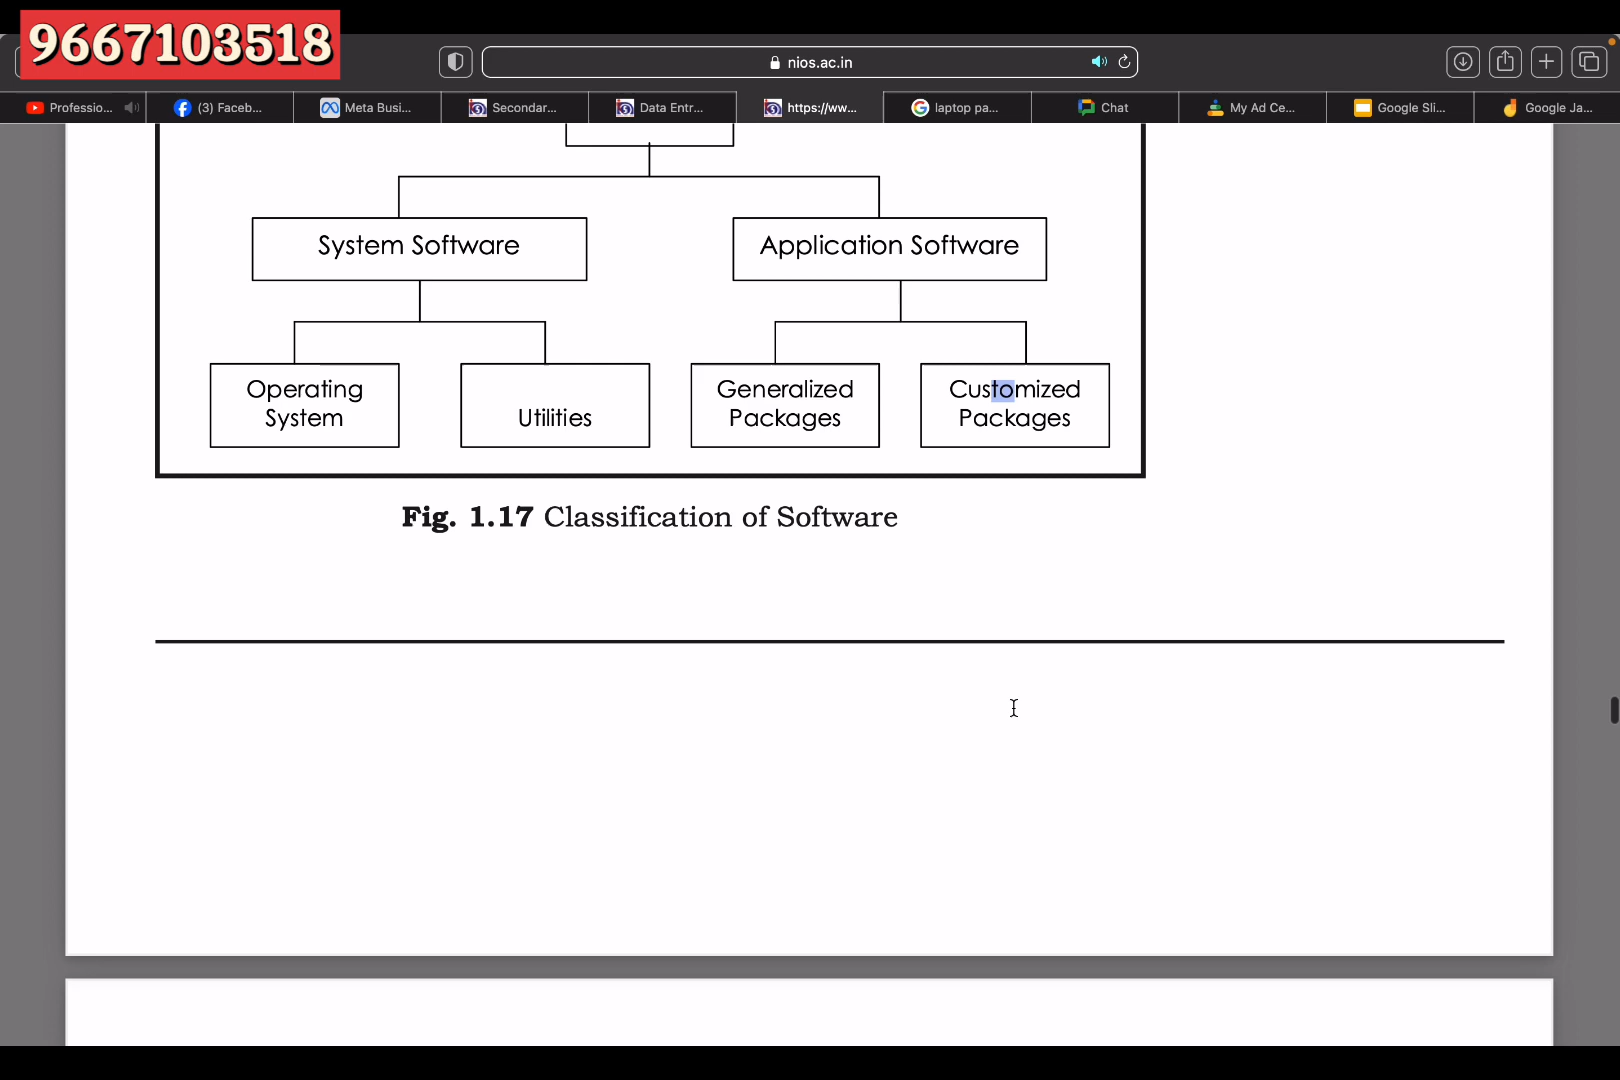 9667103518
nios.ac.in
Professio...
(3) Faceb...
Meta Busi...
Secondar...
Data Entr...
https://ww...
laptop pa...
Chat
My Ad Ce...
Google Sli...
Google Ja...
System Software
Application Software
Operating
System
Utilities
Generalized
Packages
Customized
Packages
Fig. 1.17 Classification of Software